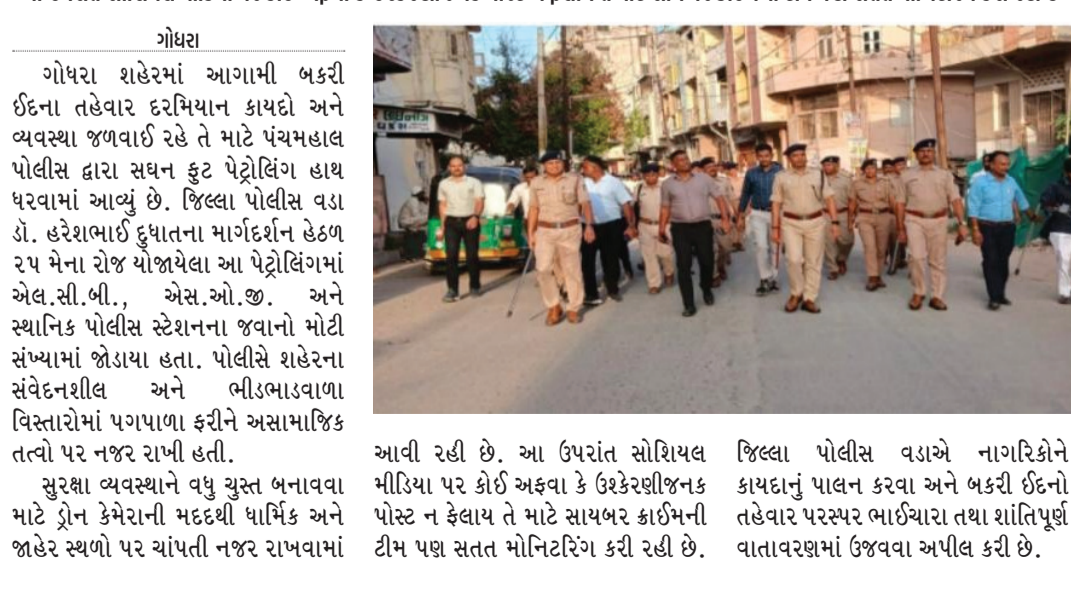 ગોધરા
ગોધરા શહેરમાં આગામી બકરી
ઈદના તહેવાર દરમિયાન કાયદો અને
વ્યવસ્થા જળવાઈ રહે તે માટે પંચમહાલ
પોલીસ દ્વારા સઘન ફુટ પેટ્રોલિંગ હાથ
ધરવામાં આવ્યું છે. જિલ્લા પોલીસ વડા
ડૉ. હરેશભાઈ દુધાતના માર્ગદર્શન હેઠળ
૨૫ મેના રોજ યોજાયેલા આ પેટ્રોલિંગમાં
એલ.સી.બી., એસ.ઓ.જી. અને
સ્થાનિક પોલીસ સ્ટેશનના જવાનો મોટી
સંખ્યામાં જોડાયા હતા. પોલીસે શહેરના
સંવેદનશીલ અને ભીડભાડવાળા
વિસ્તારોમાં પગપાળા ફરીને અસામાજિક
તત્વો પર નજર રાખી હતી.
સુરક્ષા વ્યવસ્થાને વધુ ચુસ્ત બનાવવા
માટે ડ્રોન કેમેરાની મદદથી ધાર્મિક અને
જાહેર સ્થળો પર ચાંપતી નજર રાખવામાં
આવી રહી છે. આ ઉપરાંત સોશિયલ
મીડિયા પર કોઈ અફવા કે ઉશ્કેરણીજનક
પોસ્ટ ન ફેલાય તે માટે સાયબર ક્રાઈમની
ટીમ પણ સતત મોનિટરિંગ કરી રહી છે.
જિલ્લા પોલીસ વડાએ નાગરિકોને
કાયદાનું પાલન કરવા અને બકરી ઈદનો
તહેવાર પરસ્પર ભાઈચારા તથા શાંતિપૂર્ણ
વાતાવરણમાં ઉજવવા અપીલ કરી છે.